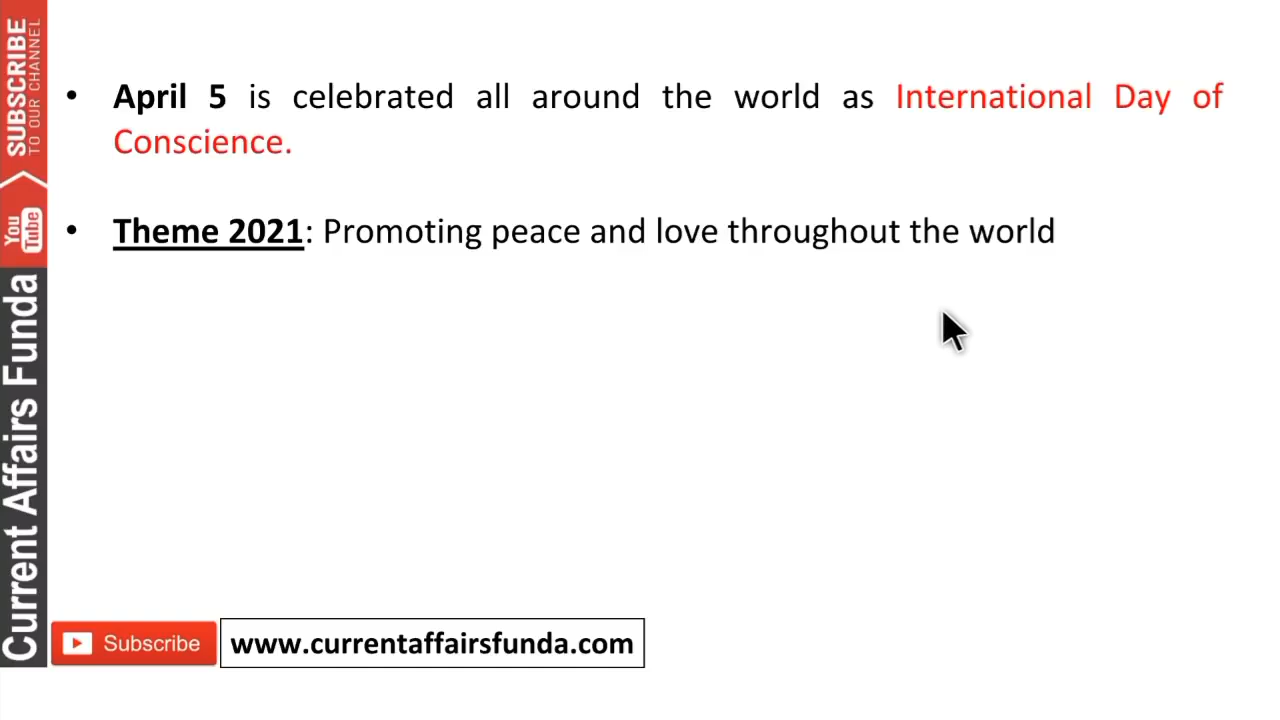 • April 5 is celebrated all around the world as International Day of
Conscience.
• Theme 2021: Promoting peace and love throughout the world
SUBSCRIBE
TO OUR CHANNEL
You Tube
Current Affairs Funda
Subscribe
www.currentaffairsfunda.com